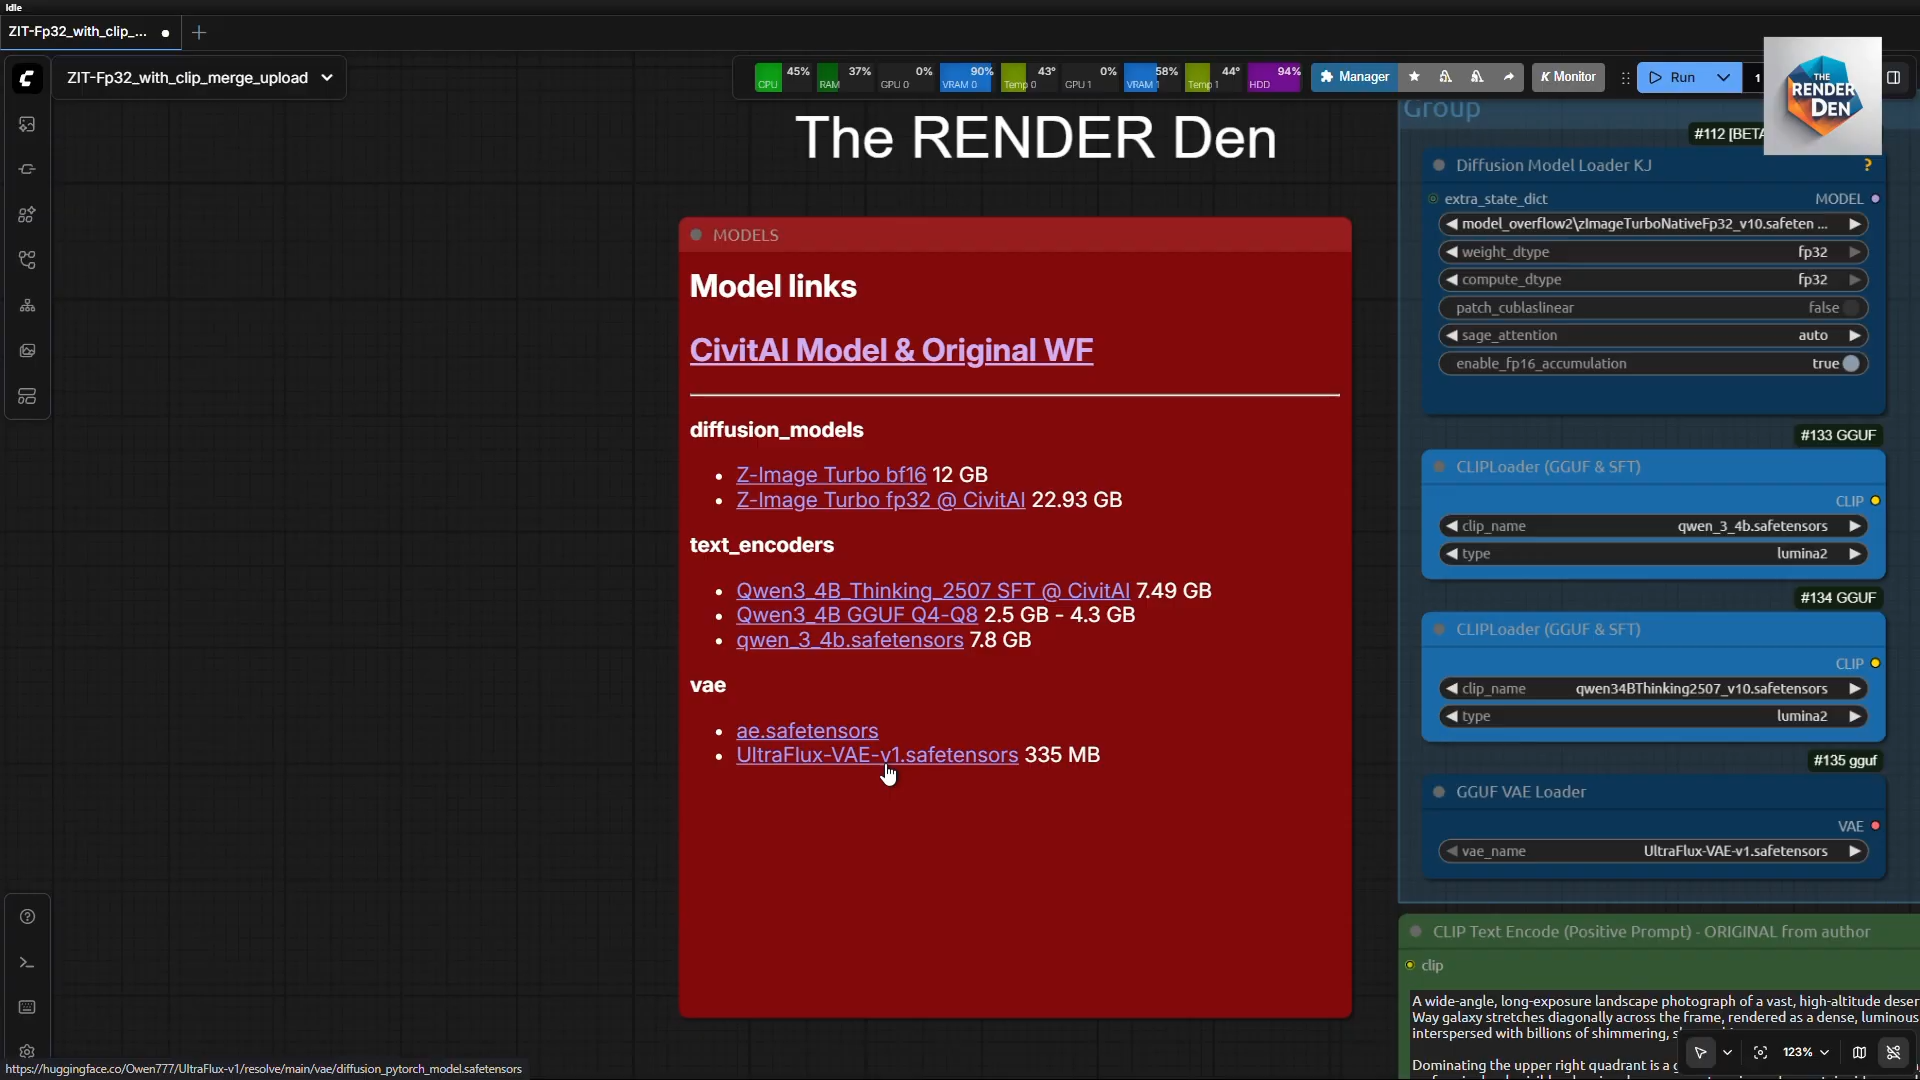 Idle
ZIT-Fp32_with_clip_...
ZIT-Fp32_with_clip_merge_upload
45%
CPU
37%
RAM
0%
GPU 0
90%
VRAM 0
43°
Temp 0
0%
GPU 1
58%
VRAM 1
44°
Temp 1
94%
HDD
Manager
K Monitor
Run
1
THE
RENDER
DEN
The RENDER Den
MODELS
Model links
CivitAI Model & Original WF
diffusion_models
Z-Image Turbo bf16 12 GB
Z-Image Turbo fp32 @ CivitAI 22.93 GB
text_encoders
Qwen3_4B_Thinking_2507 SFT @ CivitAI 7.49 GB
Qwen3_4B GGUF Q4-Q8 2.5 GB - 4.3 GB
qwen_3_4b.safetensors 7.8 GB
vae
ae.safetensors
UltraFlux-VAE-v1.safetensors 335 MB
Group
#112 [BETA
Diffusion Model Loader KJ
?
extra_state_dict MODEL
model_overflow2\zImageTurboNativeFp32_v10.safeten ...
weight_dtype fp32
compute_dtype fp32
patch_cublaslinear false
sage_attention auto
enable_fp16_accumulation true
#133 GGUF
CLIPLoader (GGUF & SFT)
CLIP
clip_name qwen_3_4b.safetensors
type lumina2
#134 GGUF
CLIPLoader (GGUF & SFT)
CLIP
clip_name qwen34BThinking2507_v10.safetensors
type lumina2
#135 gguf
GGUF VAE Loader
VAE
vae_name UltraFlux-VAE-v1.safetensors
CLIP Text Encode (Positive Prompt) - ORIGINAL from author
clip
A wide-angle, long-exposure landscape photograph of a vast, high-altitude deser
Way galaxy stretches diagonally across the frame, rendered as a dense, luminous
interspersed with billions of shimmering,
Dominating the upper right quadrant is a
123%
https://huggingface.co/Owen777/UltraFlux-v1/resolve/main/vae/diffusion_pytorch_model.safetensors